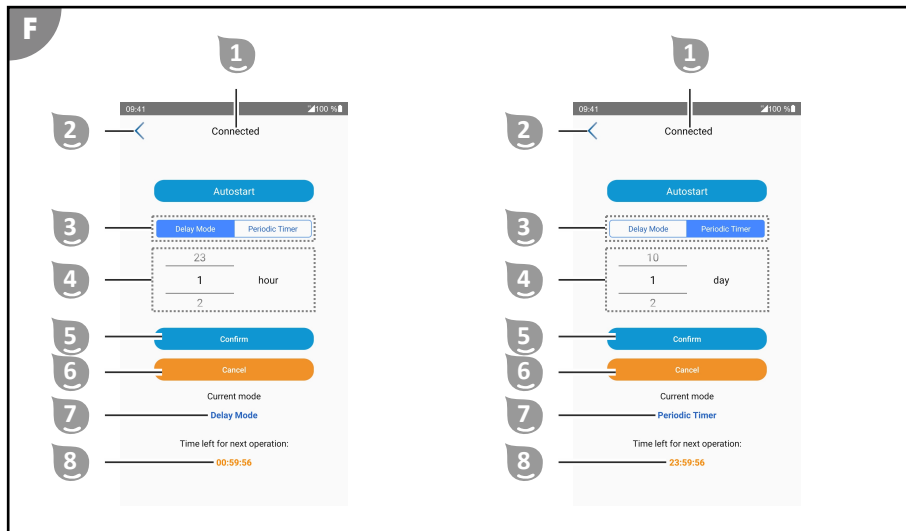 F
1
09:41 100 %
2
Connected
Autostart
3
Delay Mode Periodic Timer
23
4
1 hour
2
5
Confirm
6
Cancel
Current mode
7
Delay Mode
Time left for next operation:
8
00:59:56
1
09:41 100 %
2
Connected
Autostart
3
Delay Mode Periodic Timer
10
4
1 day
2
5
Confirm
6
Cancel
Current mode
7
Periodic Timer
Time left for next operation:
8
23:59:56